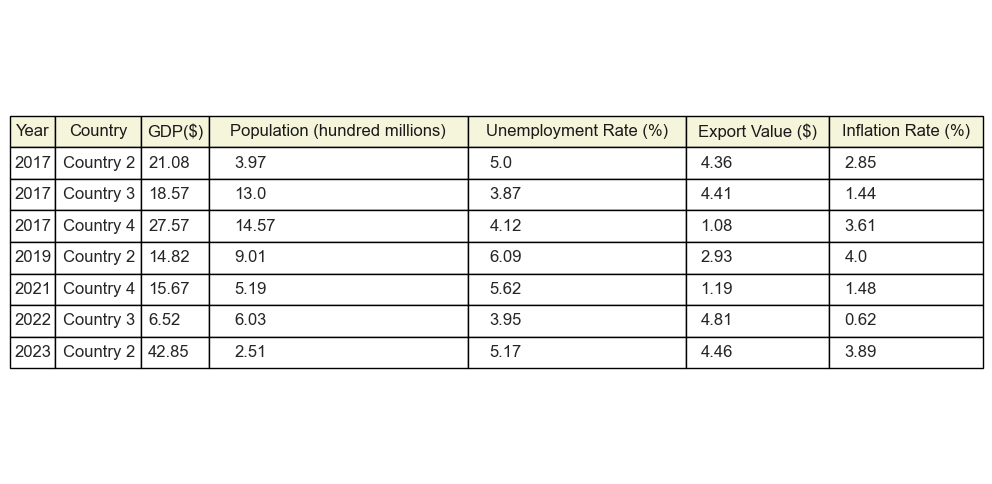 Year Country GDP($) Population (hundred millions) Unemployment Rate (%) Export Value ($) Inflation Rate (%)
2017 Country 2 21.08 3.97 5.0 4.36 2.85
2017 Country 3 18.57 13.0 3.87 4.41 1.44
2017 Country 4 27.57 14.57 4.12 1.08 3.61
2019 Country 2 14.82 9.01 6.09 2.93 4.0
2021 Country 4 15.67 5.19 5.62 1.19 1.48
2022 Country 3 6.52 6.03 3.95 4.81 0.62
2023 Country 2 42.85 2.51 5.17 4.46 3.89